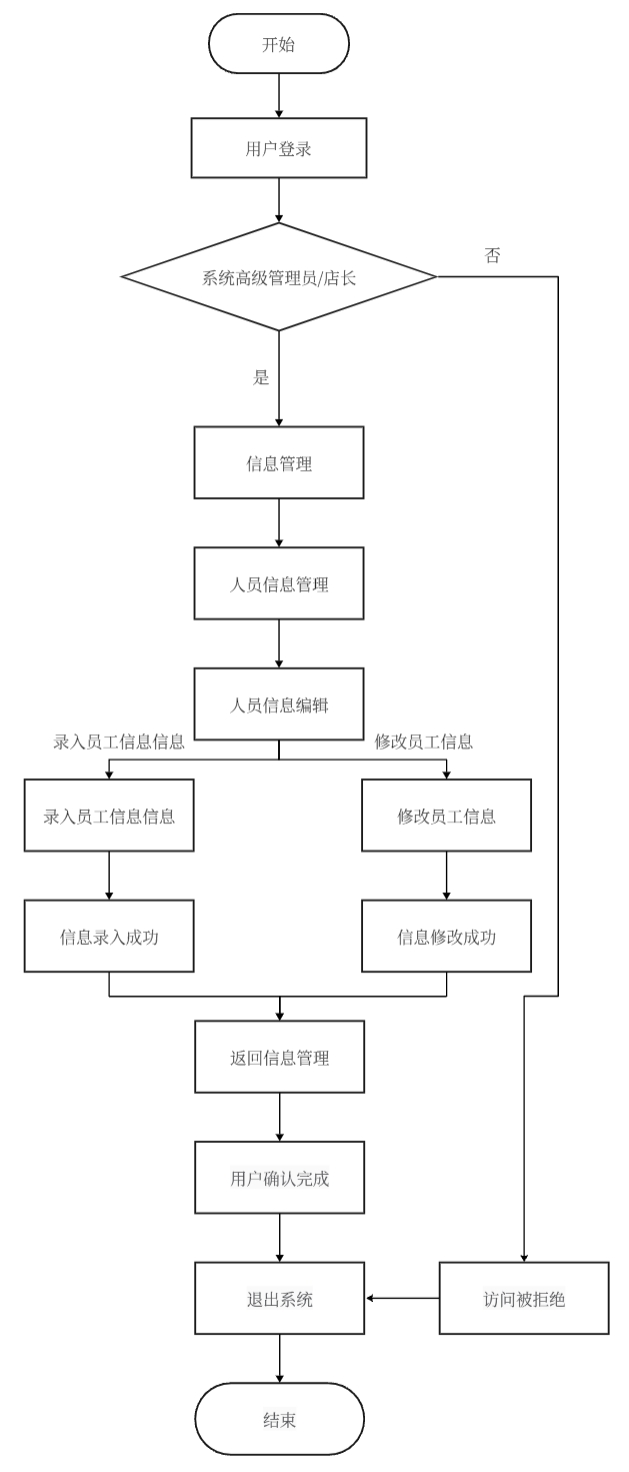 开始
用户登录
系统高级管理员/店长
否
是
信息管理
人员信息管理
人员信息编辑
录入员工信息信息
修改员工信息
录入员工信息信息
修改员工信息
信息录入成功
信息修改成功
返回信息管理
用户确认完成
退出系统
访问被拒绝
结束